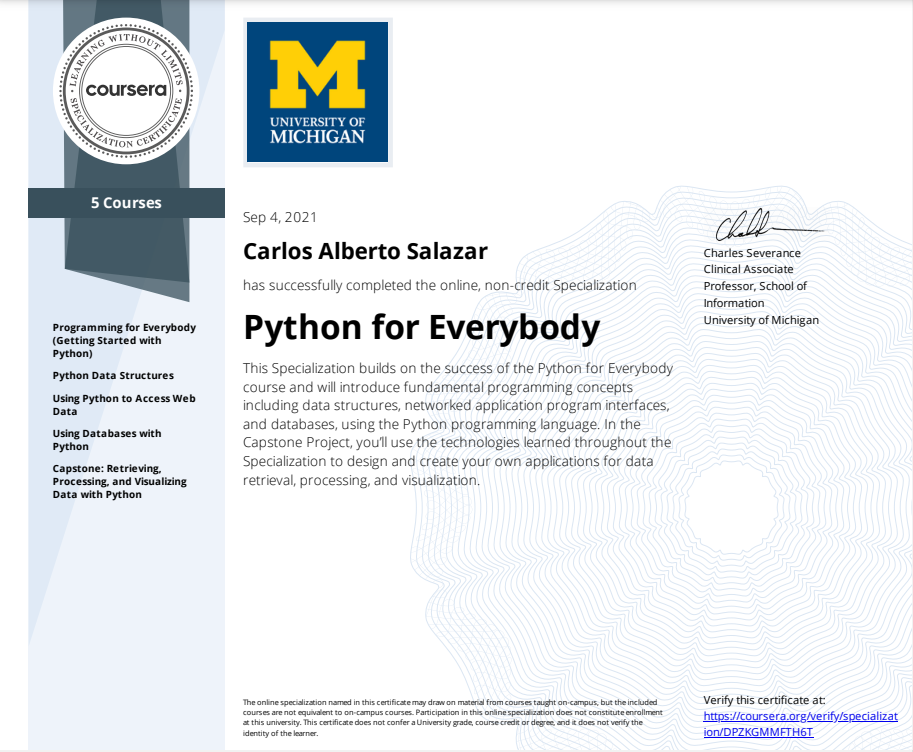 LEARNING WITHOUT LIMITS
coursera
SPECIALIZATION CERTIFICATE
5 Courses
Programming for Everybody
(Getting Started with
Python)
Python Data Structures
Using Python to Access Web
Data
Using Databases with
Python
Capstone: Retrieving,
Processing, and Visualizing
Data with Python
M
UNIVERSITY OF
MICHIGAN
Sep 4, 2021
Carlos Alberto Salazar
has successfully completed the online, non-credit Specialization
Python for Everybody
This Specialization builds on the success of the Python for Everybody
course and will introduce fundamental programming concepts
including data structures, networked application program interfaces,
and databases, using the Python programming language. In the
Capstone Project, you’ll use the technologies learned throughout the
Specialization to design and create your own applications for data
retrieval, processing, and visualization.
Charles Severance
Clinical Associate
Professor, School of
Information
University of Michigan
The online specialization named in this certificate may draw on material from courses taught on-campus, but the included
courses are not equivalent to on-campus courses. Participation in this online specialization does not constitute enrollment
at this university. This certificate does not confer a University grade, course credit or degree, and it does not verify the
identity of the learner.
Verify this certificate at:
https://coursera.org/verify/specializat
ion/DPZKGMMFTH6T